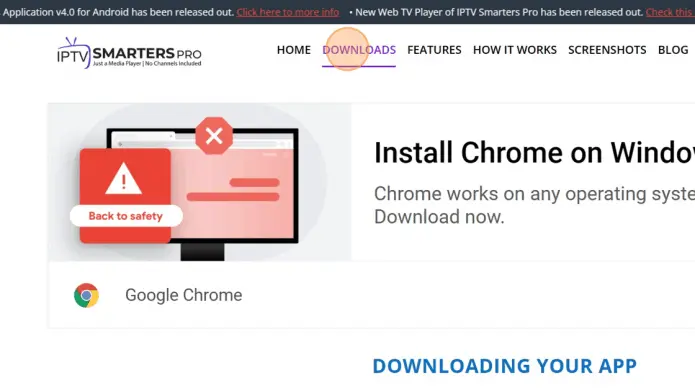 Application v4.0 for Android has been released out. Click here to more info • New Web TV Player of IPTV Smarters Pro has been released out. Check this
IPTV SMARTERS PRO
Just a Media Player | No Channels Included
HOME DOWNLOADS FEATURES HOW IT WORKS SCREENSHOTS BLOG
Install Chrome on Window
Chrome works on any operating syste
Download now.
Back to safety
Google Chrome
DOWNLOADING YOUR APP